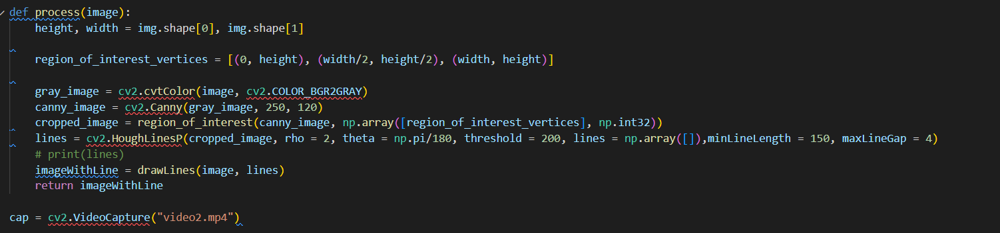 def process(image):
    height, width = img.shape[0], img.shape[1]
    region_of_interest_vertices = [(0, height), (width/2, height/2), (width, height)]
    gray_image = cv2.cvtColor(image, cv2.COLOR_BGR2GRAY)
    canny_image = cv2.Canny(gray_image, 250, 120)
    cropped_image = region_of_interest(canny_image, np.array([region_of_interest_vertices], np.int32))
    lines = cv2.HoughLinesP(cropped_image, rho = 2, theta = np.pi/180, threshold = 200, lines = np.array([]),minLineLength = 150, maxLineGap = 4)
    # print(lines)
    imageWithLine = drawLines(image, lines)
    return imageWithLine
cap = cv2.VideoCapture("video2.mp4")